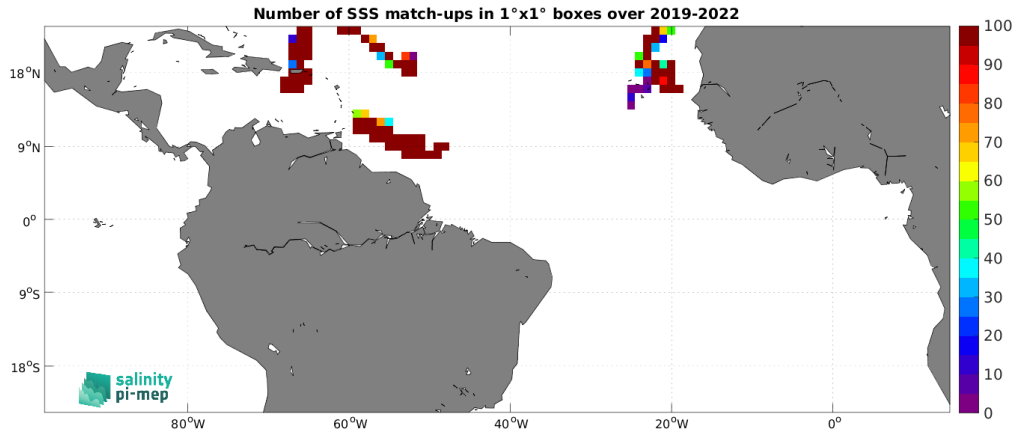 Number of SSS match-ups in 1°x1° boxes over 2019-2022
100
90
80
70
60
50
40
30
20
10
0
18°N
9°N
0°
9°S
18°S
80°W
60°W
40°W
20°W
0°
salinity
pi-mep